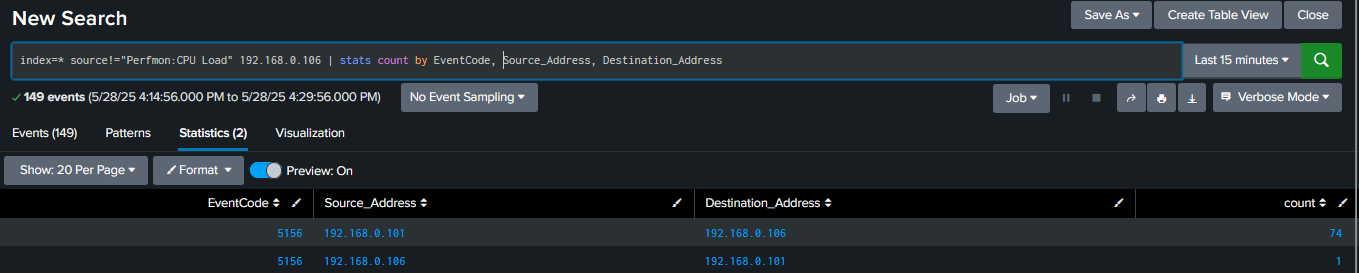 New Search
Save As Create Table View Close
index=* source!="Perfmon:CPU Load" 192.168.0.106 | stats count by EventCode, Source_Address, Destination_Address
Last 15 minutes
149 events (5/28/25 4:14:56.000 PM to 5/28/25 4:29:56.000 PM) No Event Sampling Job Verbose Mode
Events (149) Patterns Statistics (2) Visualization
Show: 20 Per Page Format Preview: On
EventCode Source_Address Destination_Address count
5156 192.168.0.101 192.168.0.106 74
5156 192.168.0.106 192.168.0.101 1